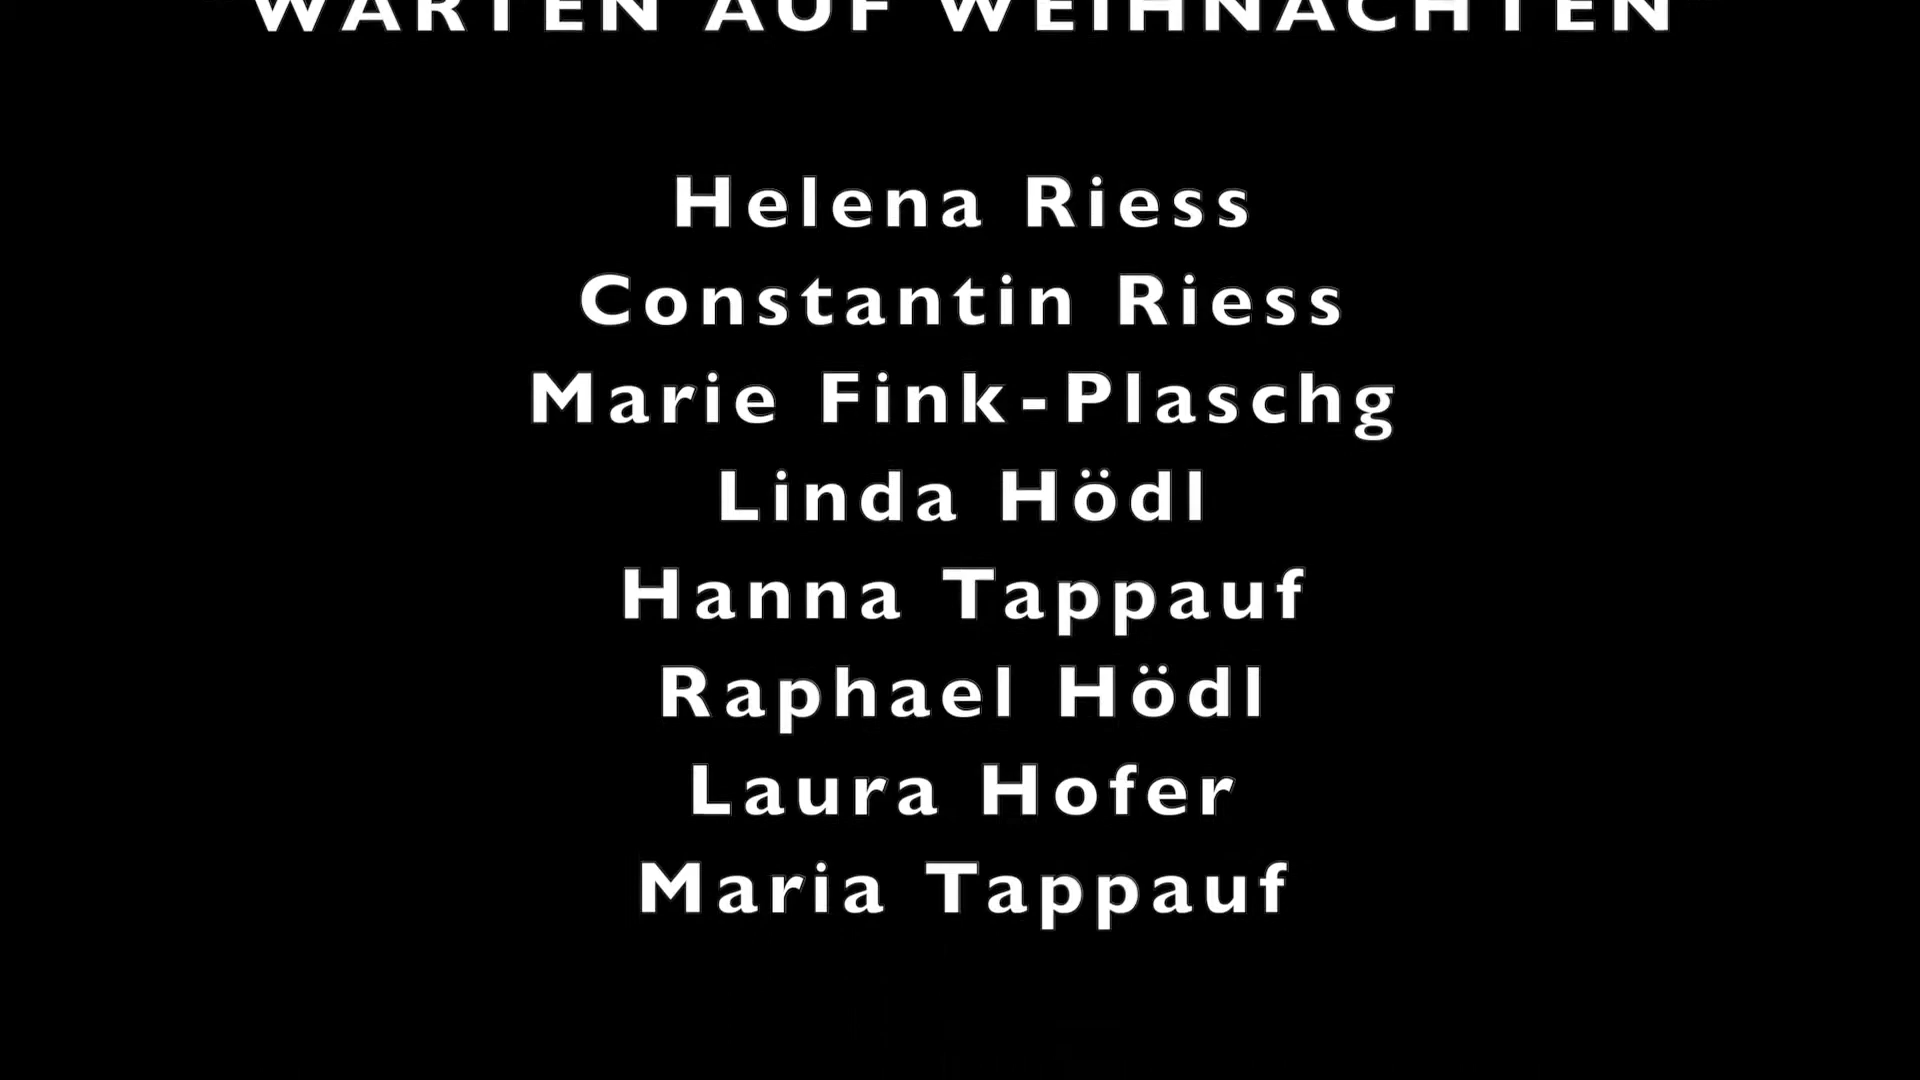 WARTEN AUF WEIHNACHTEN
Helena Riess
Constantin Riess
Marie Fink-Plaschg
Linda Hödl
Hanna Tappauf
Raphael Hödl
Laura Hofer
Maria Tappauf